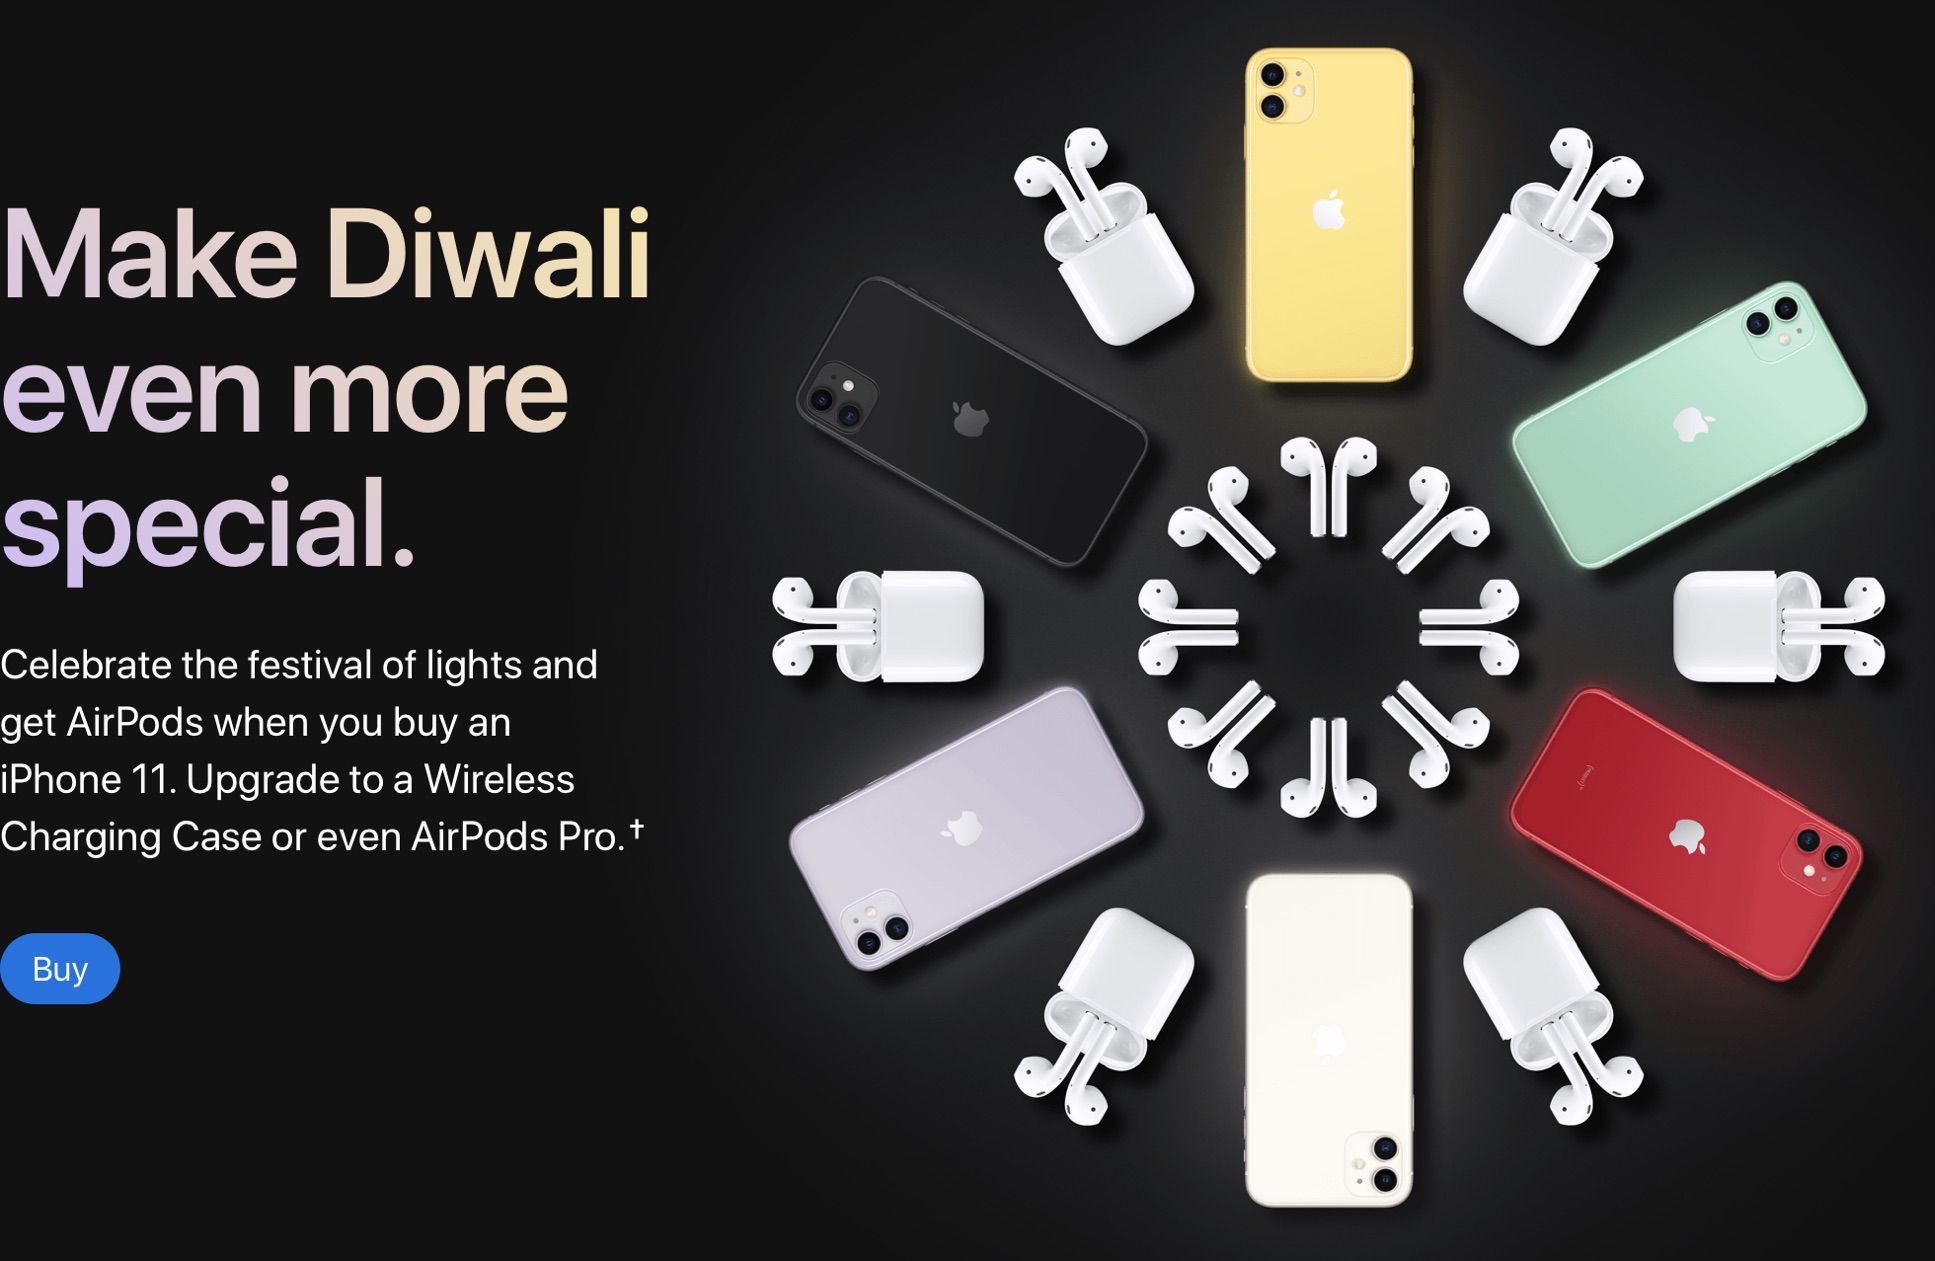 Make Diwali
even more
special.
Celebrate the festival of lights and
get AirPods when you buy an
iPhone 11. Upgrade to a Wireless
Charging Case or even AirPods Pro.†
Buy